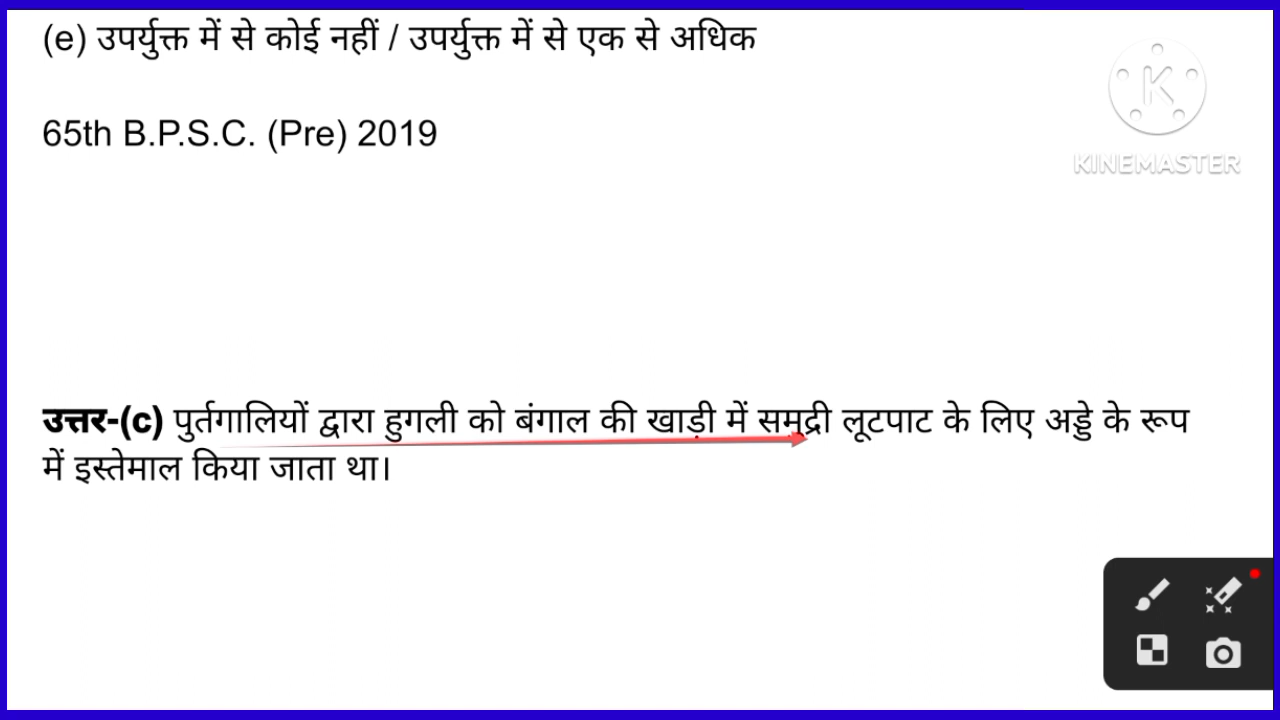 (e) उपर्युक्त में से कोई नहीं / उपर्युक्त में से एक से अधिक
KINEMASTER
65th B.P.S.C. (Pre) 2019
उत्तर-(c) पुर्तगालियों द्वारा हुगली को बंगाल की खाड़ी में समुद्री लूटपाट के लिए अड्डे के रूप
में इस्तेमाल किया जाता था।